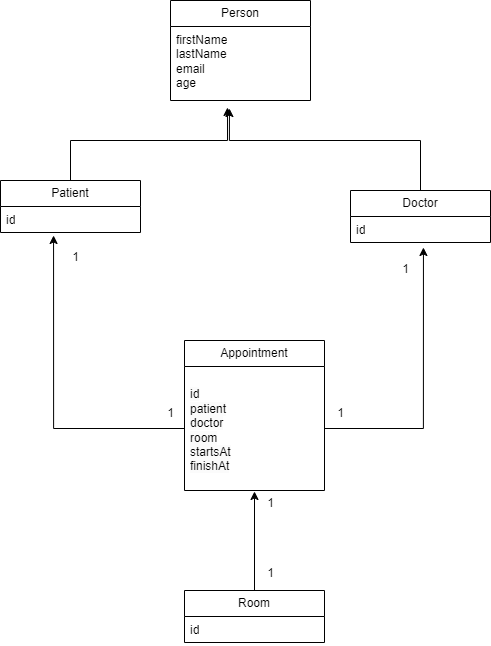 Person
firstName
lastName
email
age
Patient
id
Doctor
id
1
1
Appointment
id
patient
doctor
room
startsAt
finishAt
1
1
1
1
Room
id